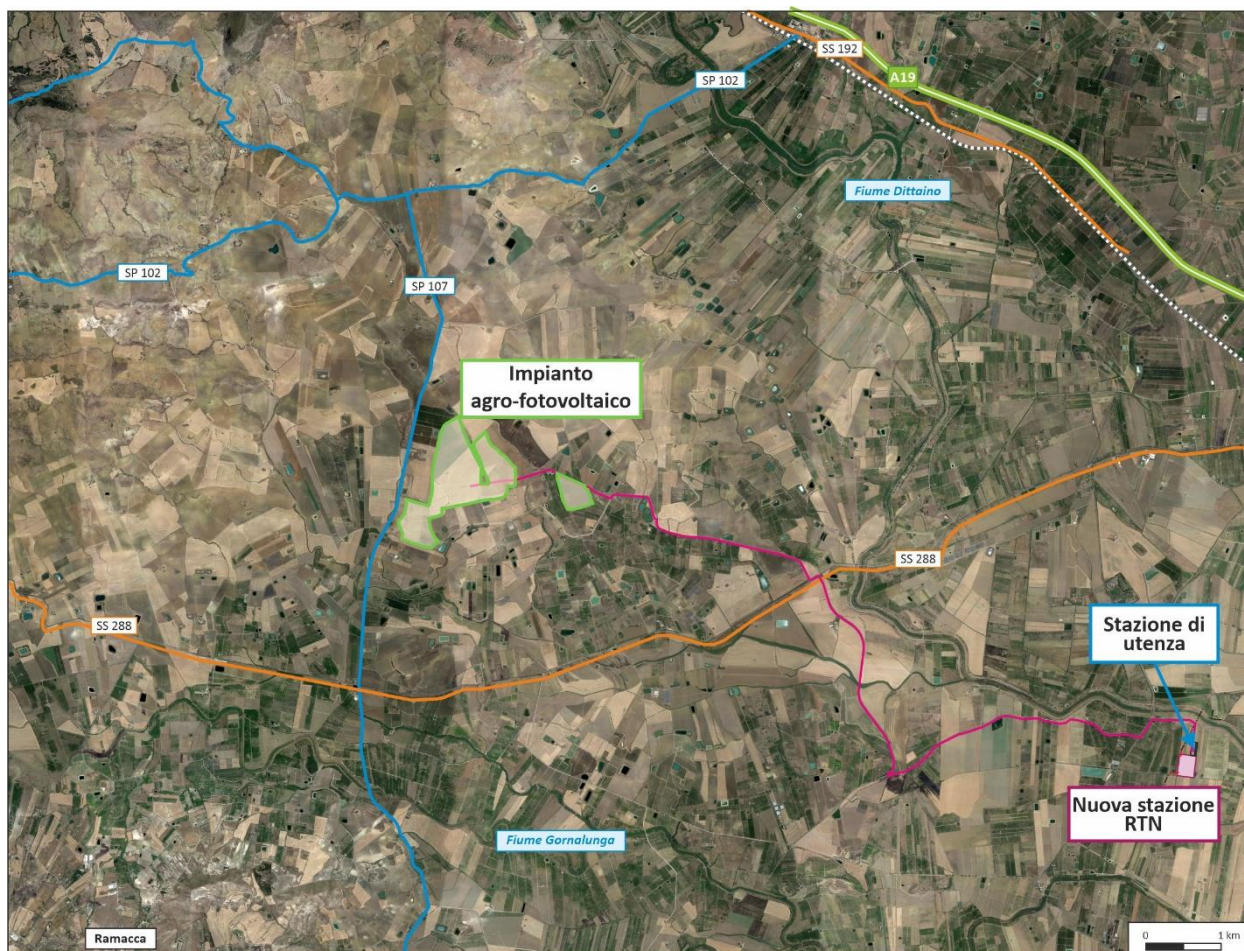 SS 192
A19
SP 102
Fiume Dittaino
SP 102
SP 107
Impianto
agro-fotovoltaico
SS 288
SS 288
Stazione di
utenza
Nuova stazione
RTN
Fiume Gornalunga
Ramacca
0 1 km